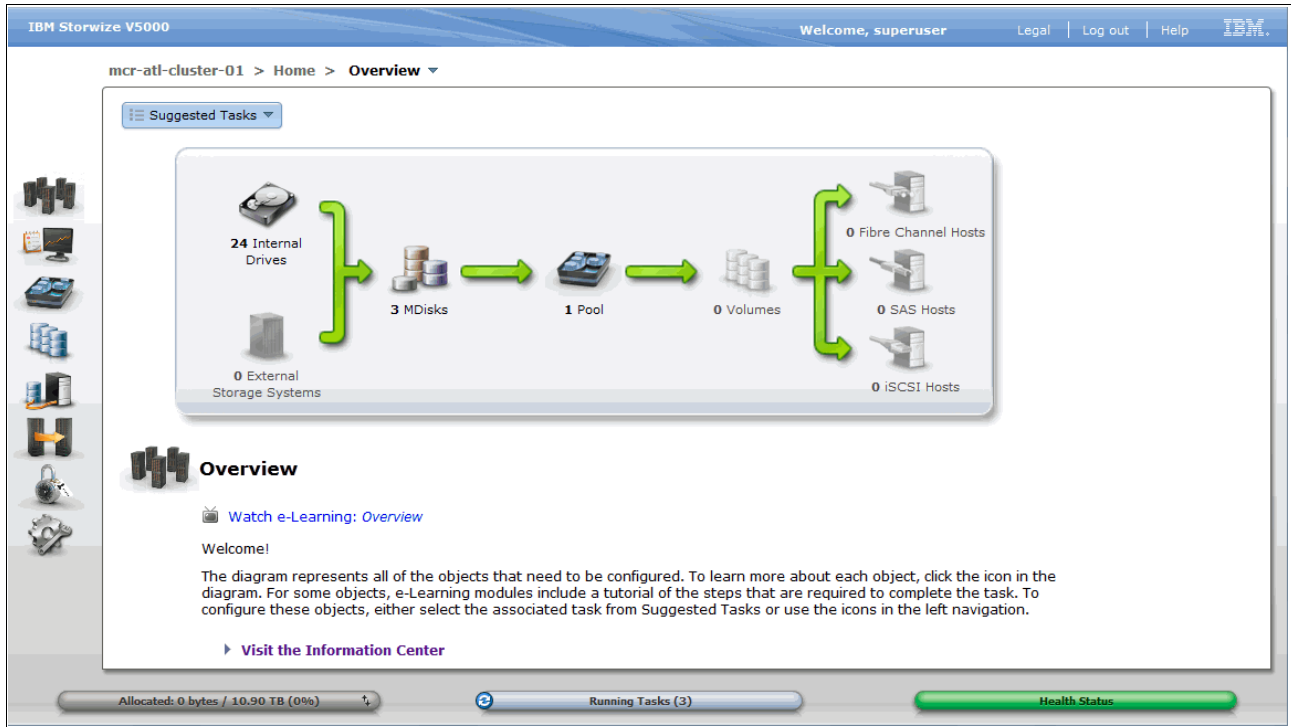 IBM Storwize V5000
Welcome, superuser
Legal
Log out
Help
IBM.
mcr-atl-cluster-01 > Home > Overview
Suggested Tasks
24 Internal
Drives
0 External
Storage Systems
3 MDisks
1 Pool
0 Volumes
0 Fibre Channel Hosts
0 SAS Hosts
0 iSCSI Hosts
Overview
Watch e-Learning: Overview
Welcome!
The diagram represents all of the objects that need to be configured. To learn more about each object, click the icon in the
diagram. For some objects, e-Learning modules include a tutorial of the steps that are required to complete the task. To
configure these objects, either select the associated task from Suggested Tasks or use the icons in the left navigation.
Visit the Information Center
Allocated: 0 bytes / 10.90 TB (0%)
Running Tasks (3)
Health Status